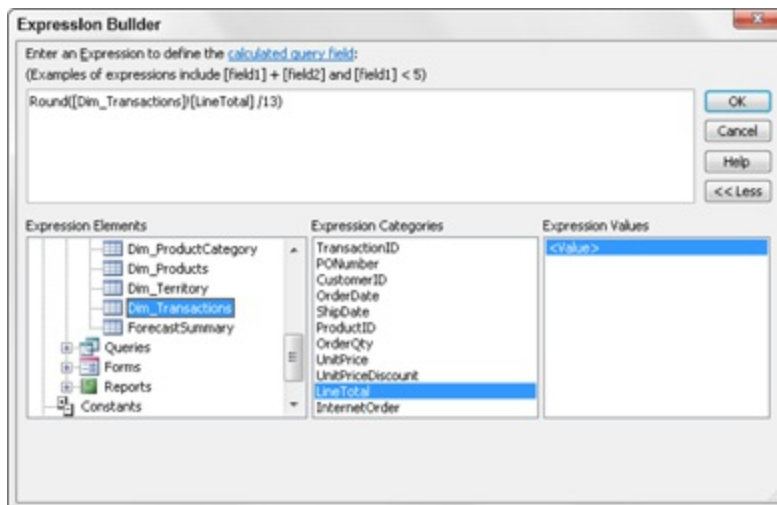 Expression Builder
Enter an Expression to define the calculated query field:
(Examples of expressions include [field1] + [field2] and [field1] < 5)
Round([Dim_Transactions]![LineTotal] /13)
OK
Cancel
Help
<< Less
Expression Elements
Dim_ProductCategory
Dim_Products
Dim_Territory
Dim_Transactions
ForecastSummary
Queries
Forms
Reports
Constants
Expression Categories
TransactionID
PONumber
CustomerID
OrderDate
ShipDate
ProductID
OrderQty
UnitPrice
UnitPriceDiscount
LineTotal
InternetOrder
Expression Values
<Value>